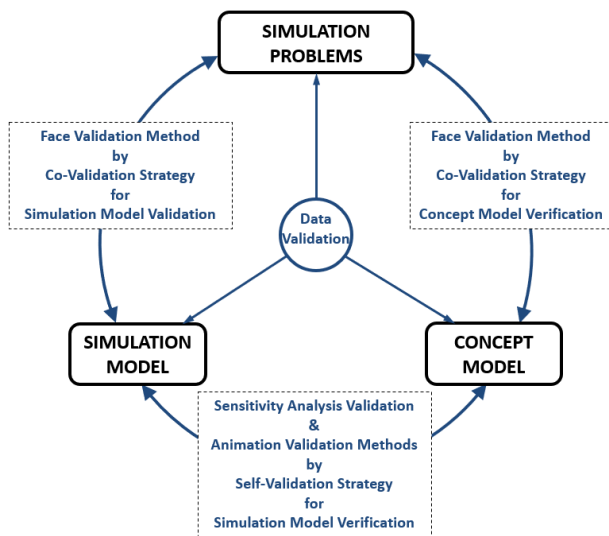 SIMULATION
PROBLEMS
Face Validation Method
by
Co-Validation Strategy
for
Simulation Model Validation
Face Validation Method
by
Co-Validation Strategy
for
Concept Model Verification
Data
Validation
SIMULATION
MODEL
CONCEPT
MODEL
Sensitivity Analysis Validation
&
Animation Validation Methods
by
Self-Validation Strategy
for
Simulation Model Verification